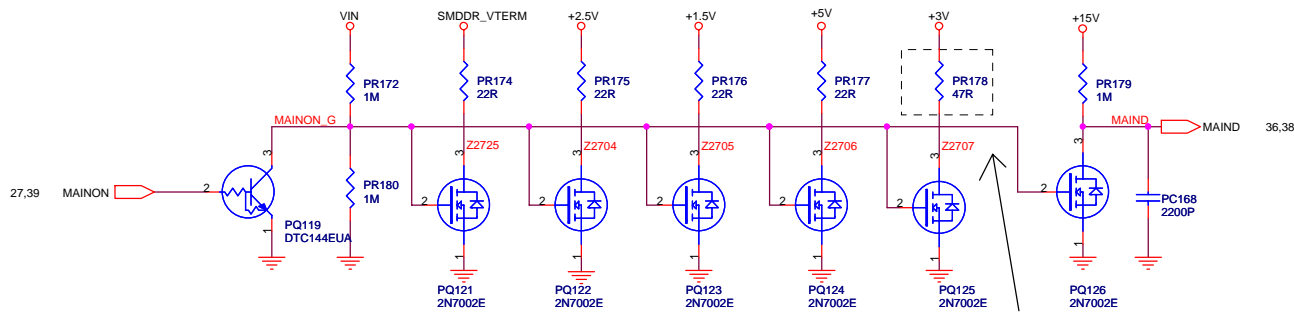 VIN
SMDDR_VTERM
+2.5V
+1.5V
+5V
+3V
+15V
PR172
1M
PR174
22R
PR175
22R
PR176
22R
PR177
22R
PR178
47R
PR179
1M
MAINON_G
MAIND
MAIND
36,38
3
3
Z2725
3
Z2704
3
Z2705
3
Z2706
3
Z2707
3
27,39
MAINON
2
PR180
1M
2
2
2
2
2
2
PC168
2200P
1
PQ119
DTC144EUA
1
1
1
1
1
1
PQ121
2N7002E
PQ122
2N7002E
PQ123
2N7002E
PQ124
2N7002E
PQ125
2N7002E
PQ126
2N7002E